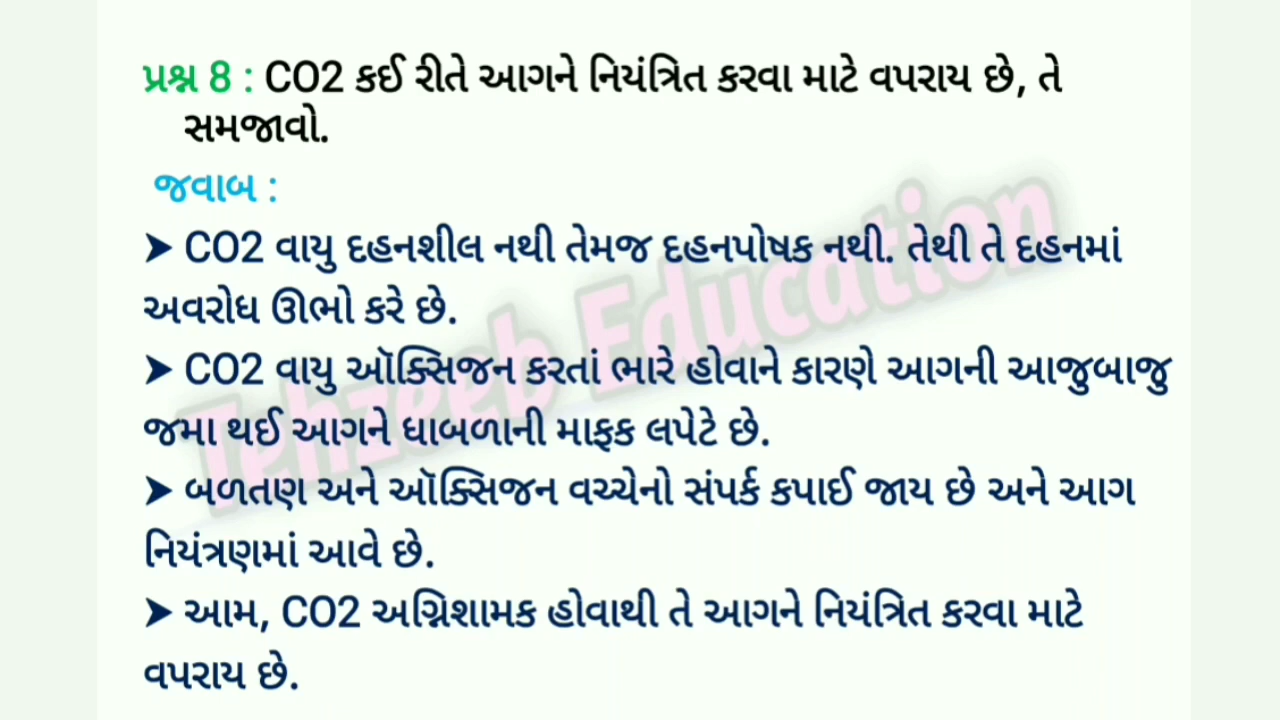 પ્રશ્ન 8 : CO2 કઈ રીતે આગને નિયંત્રિત કરવા માટે વપરાય છે, તે
સમજાવો.
જવાબ :
➤ CO2 વાયુ દહનશીલ નથી તેમજ દહનપોષક નથી. તેથી તે દહનમાં
અવરોધ ઊભો કરે છે.
➤ CO2 વાયુ ઑક્સિજન કરતાં ભારે હોવાને કારણે આગની આજુબાજુ
જમા થઈ આગને ધાબળાની માફક લપેટે છે.
➤ બળતણ અને ઑક્સિજન વચ્ચેનો સંપર્ક કપાઈ જાય છે અને આગ
નિયંત્રણમાં આવે છે.
➤ આમ, CO2 અગ્નિશામક હોવાથી તે આગને નિયંત્રિત કરવા માટે
વપરાય છે.
Tehzeeb Education